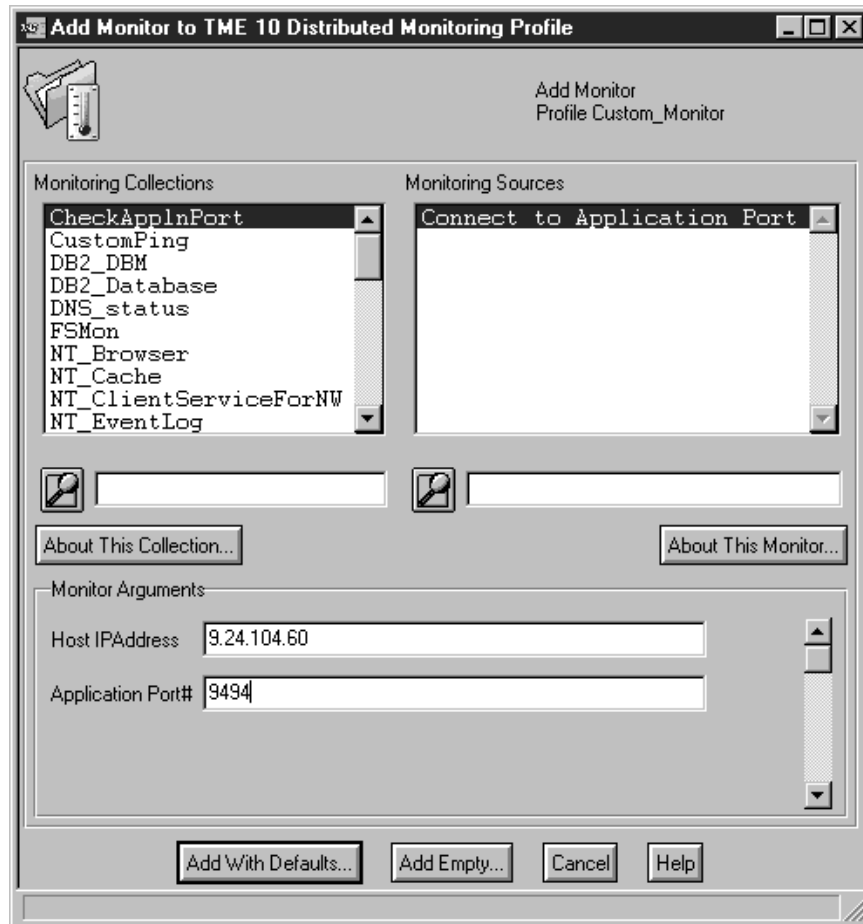 Add Monitor to TME 10 Distributed Monitoring Profile
Add Monitor
Profile Custom_Monitor
Monitoring Collections
Monitoring Sources
CheckApplnPort
CustomPing
DB2_DBM
DB2_Database
DNS_status
FSMon
NT_Browser
NT_Cache
NT_ClientServiceForNW
NT_EventLog
Connect to Application Port
About This Collection...
About This Monitor...
Monitor Arguments
Host IPAddress
9.24.104.60
Application Port#
9494
Add With Defaults...
Add Empty...
Cancel
Help